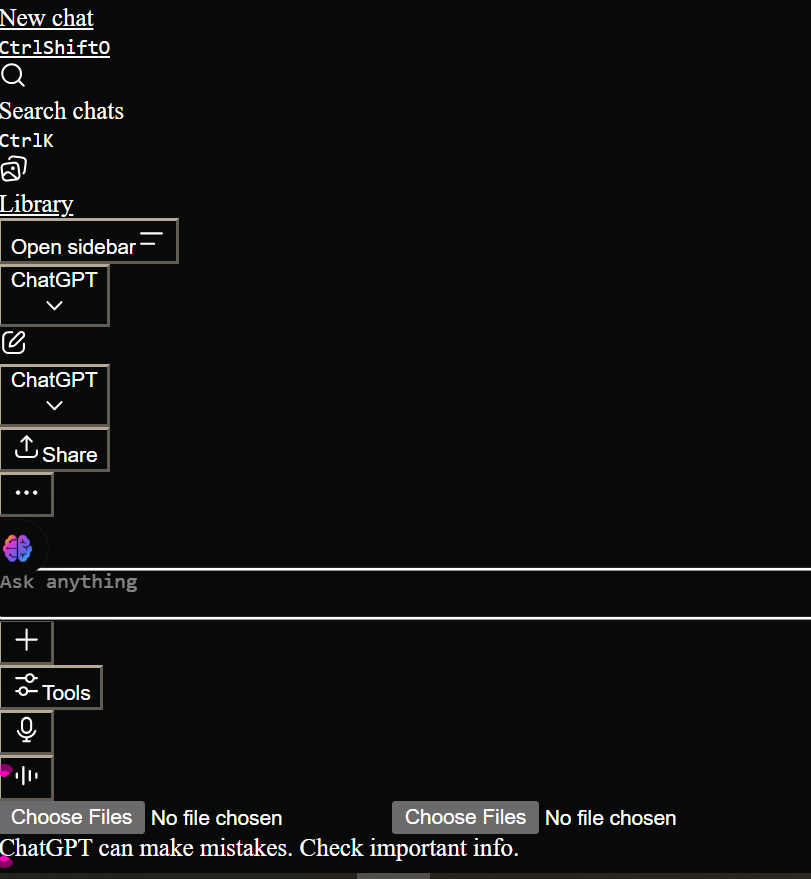 New chat
CtrlShiftO
Search chats
CtrlK
Library
Open sidebar
ChatGPT
ChatGPT
Share
Ask anything
Tools
Choose Files No file chosen Choose Files No file chosen
ChatGPT can make mistakes. Check important info.